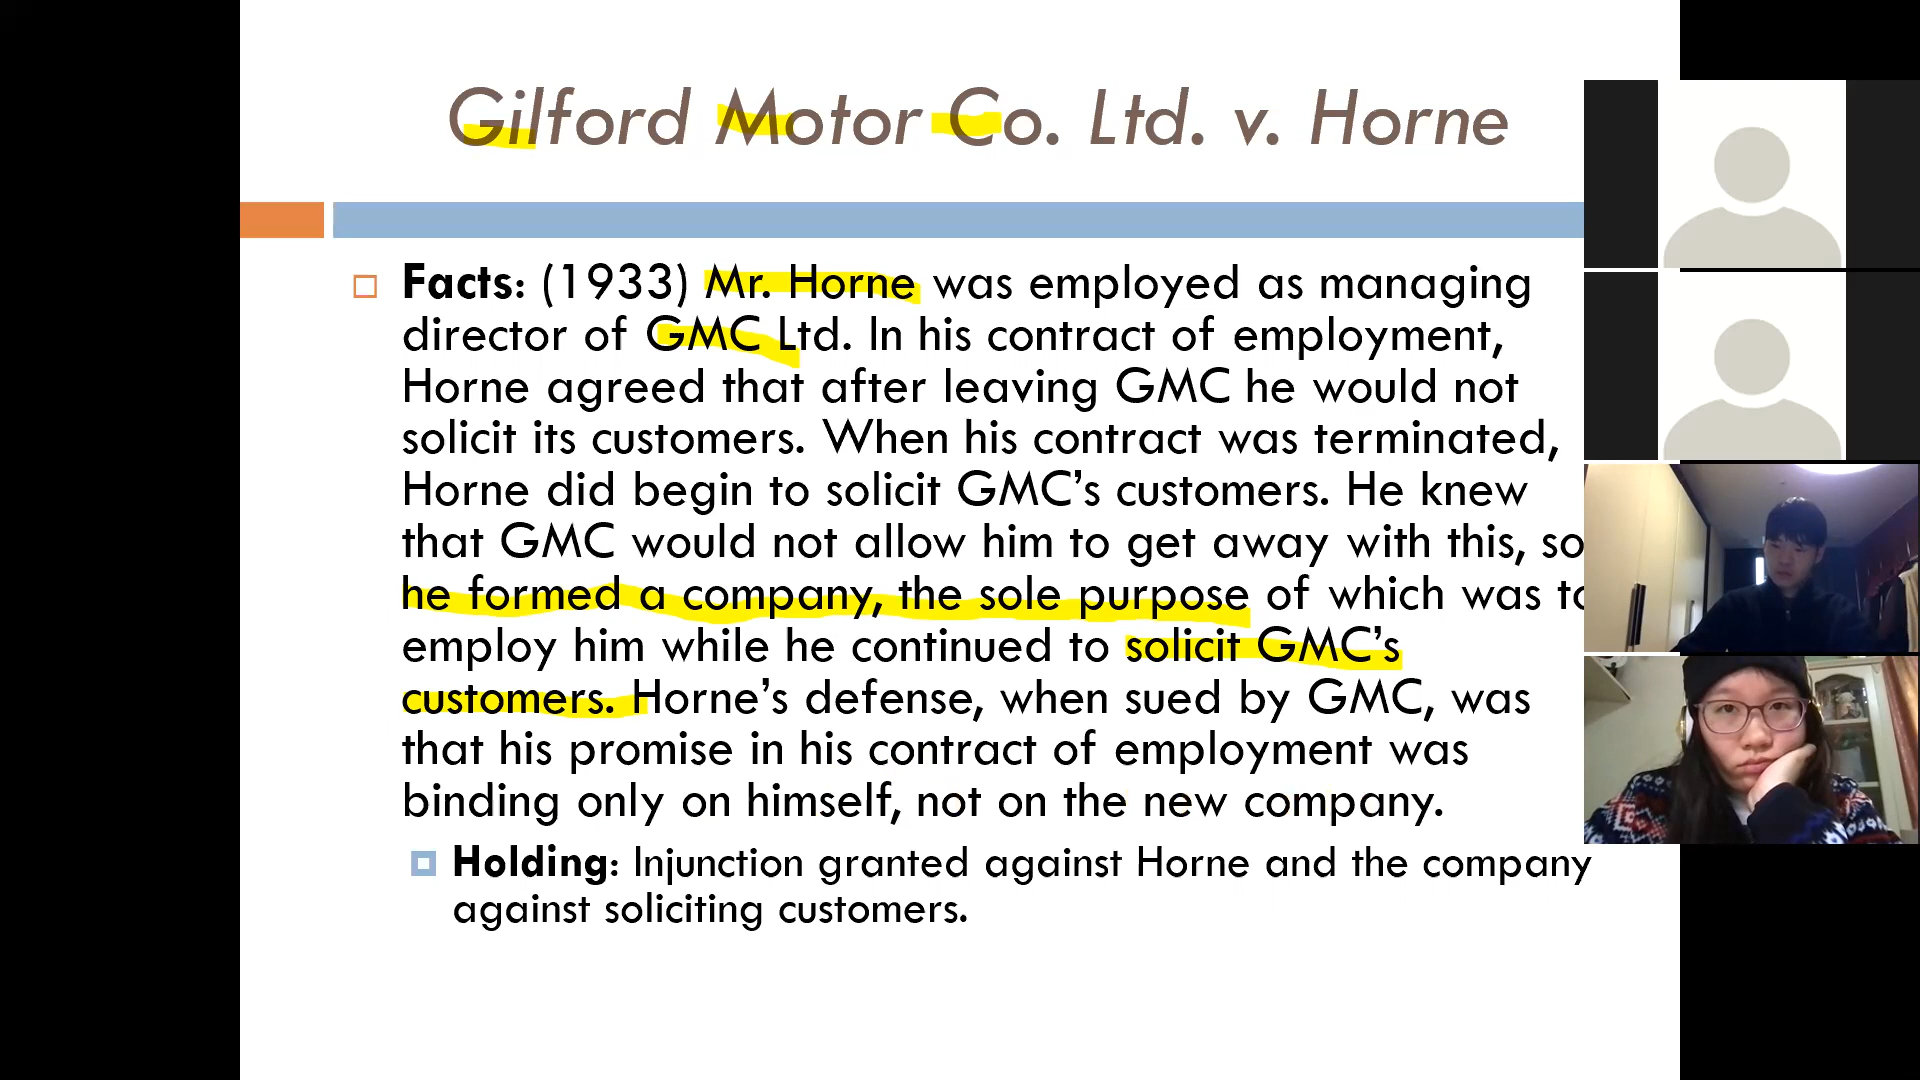 Gilford Motor Co. Ltd. v. Horne
Facts: (1933) Mr. Horne was employed as managing
director of GMC Ltd. In his contract of employment,
Horne agreed that after leaving GMC he would not
solicit its customers. When his contract was terminated,
Horne did begin to solicit GMC’s customers. He knew
that GMC would not allow him to get away with this, so
he formed a company, the sole purpose of which was to
employ him while he continued to solicit GMC’s
customers. Horne’s defense, when sued by GMC, was
that his promise in his contract of employment was
binding only on himself, not on the new company.
Holding: Injunction granted against Horne and the company
against soliciting customers.